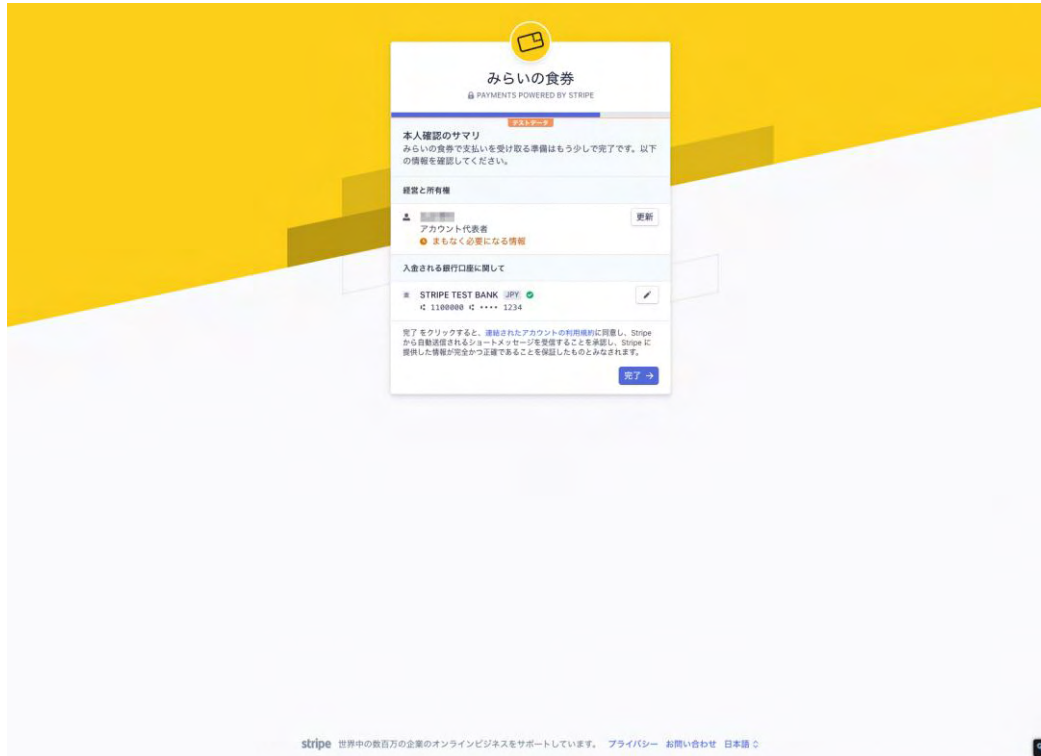 みらいの食券
PAYMENTS POWERED BY STRIPE
テストデータ
本人確認のサマリ
みらいの食券で支払いを受け取る準備はもう少しで完了です。以下
の情報を確認してください。
経営と所有権
更新
アカウント代表者
まもなく必要になる情報
入金される銀行口座に関して
STRIPE TEST BANK JPY
1100000 •••• 1234
完了 をクリックすると、連結されたアカウントの利用規約に同意し、Stripe
から自動送信されるショートメッセージを受信することを承認し、Stripe に
提供した情報が完全かつ正確であることを保証したものとみなされます。
完了 →
stripe 世界中の数百万の企業のオンラインビジネスをサポートしています。 プライバシー お問い合わせ 日本語